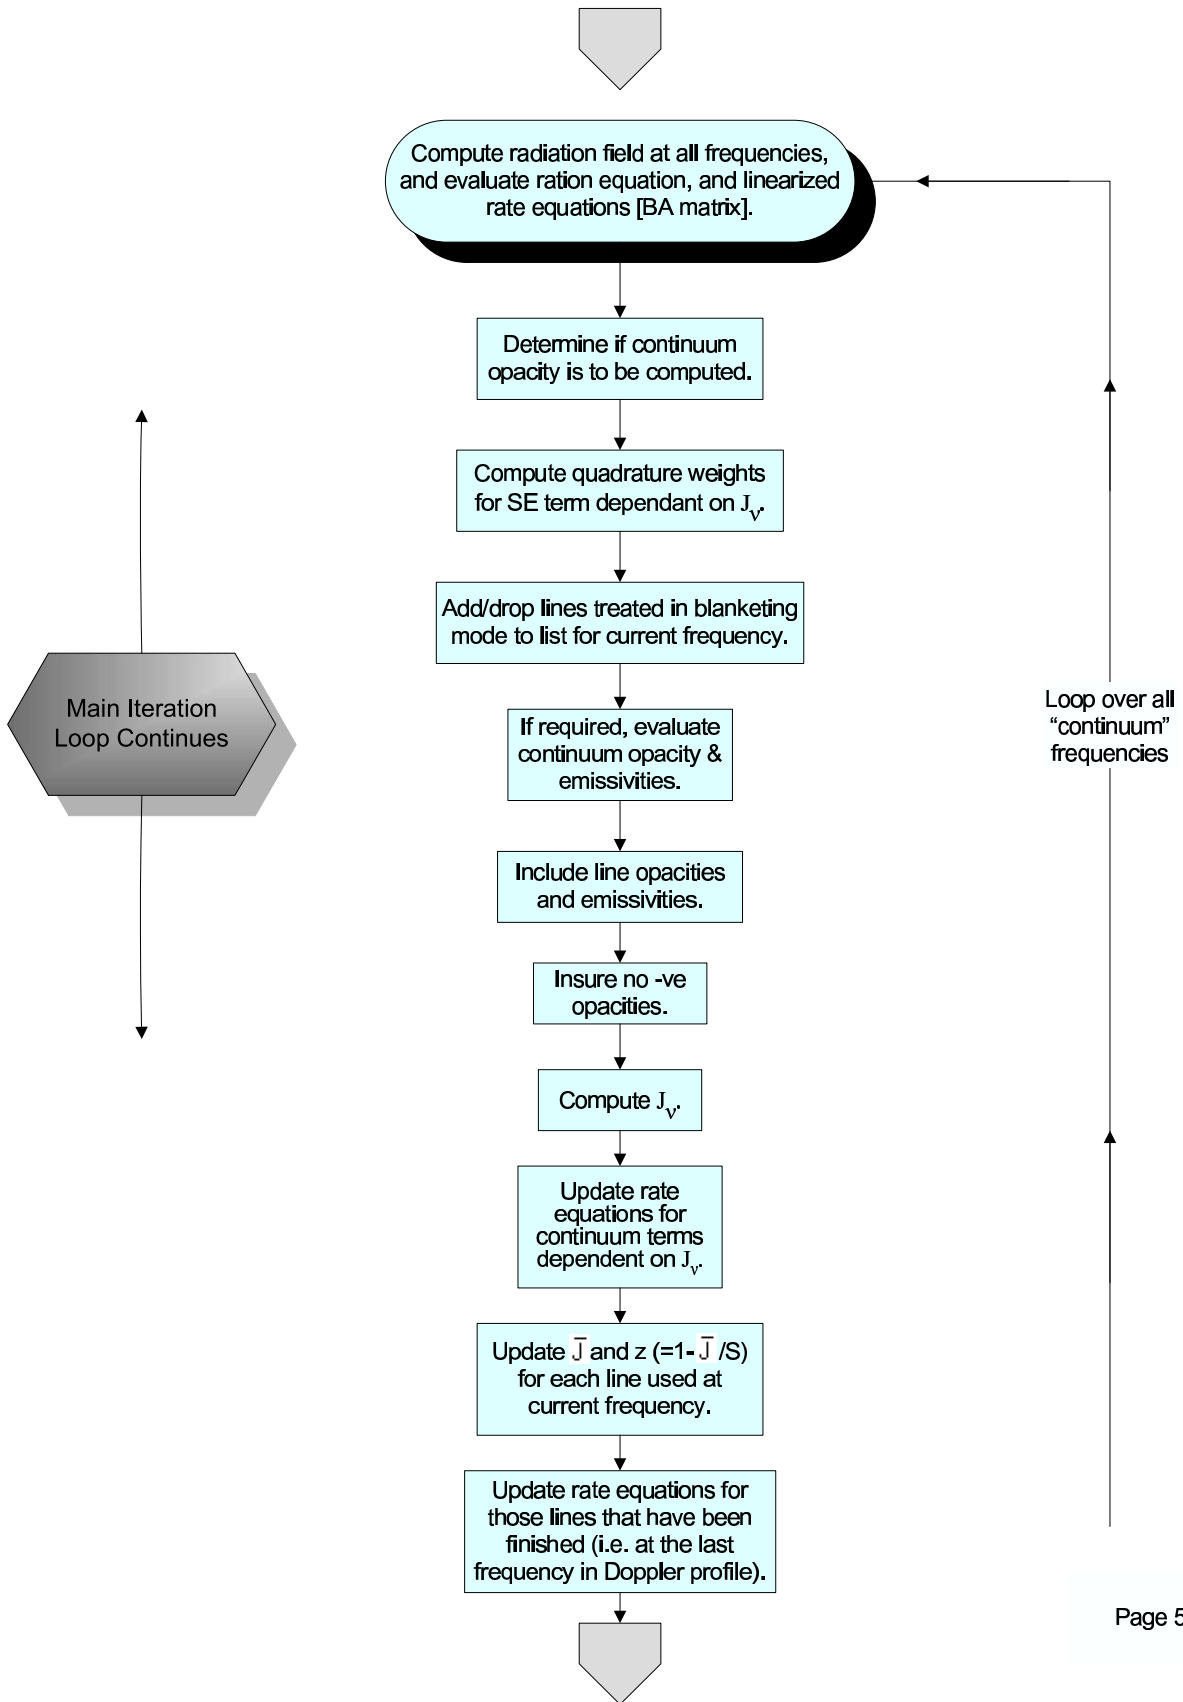 Compute radiation field at all frequencies,
and evaluate ration equation, and linearized
rate equations [BA matrix].
Determine if continuum
opacity is to be computed.
Compute quadrature weights
for SE term dependant on Jν.
Add/drop lines treated in blanketing
mode to list for current frequency.
Main Iteration
Loop Continues
Loop over all
“continuum”
frequencies
If required, evaluate
continuum opacity &
emissivities.
Include line opacities
and emissivities.
Insure no -ve
opacities.
Compute Jν.
Update rate
equations for
continuum terms
dependent on Jν.
Update J̅ and z (=1- J̅ /S)
for each line used at
current frequency.
Update rate equations for
those lines that have been
finished (i.e. at the last
frequency in Doppler profile).
Page 5